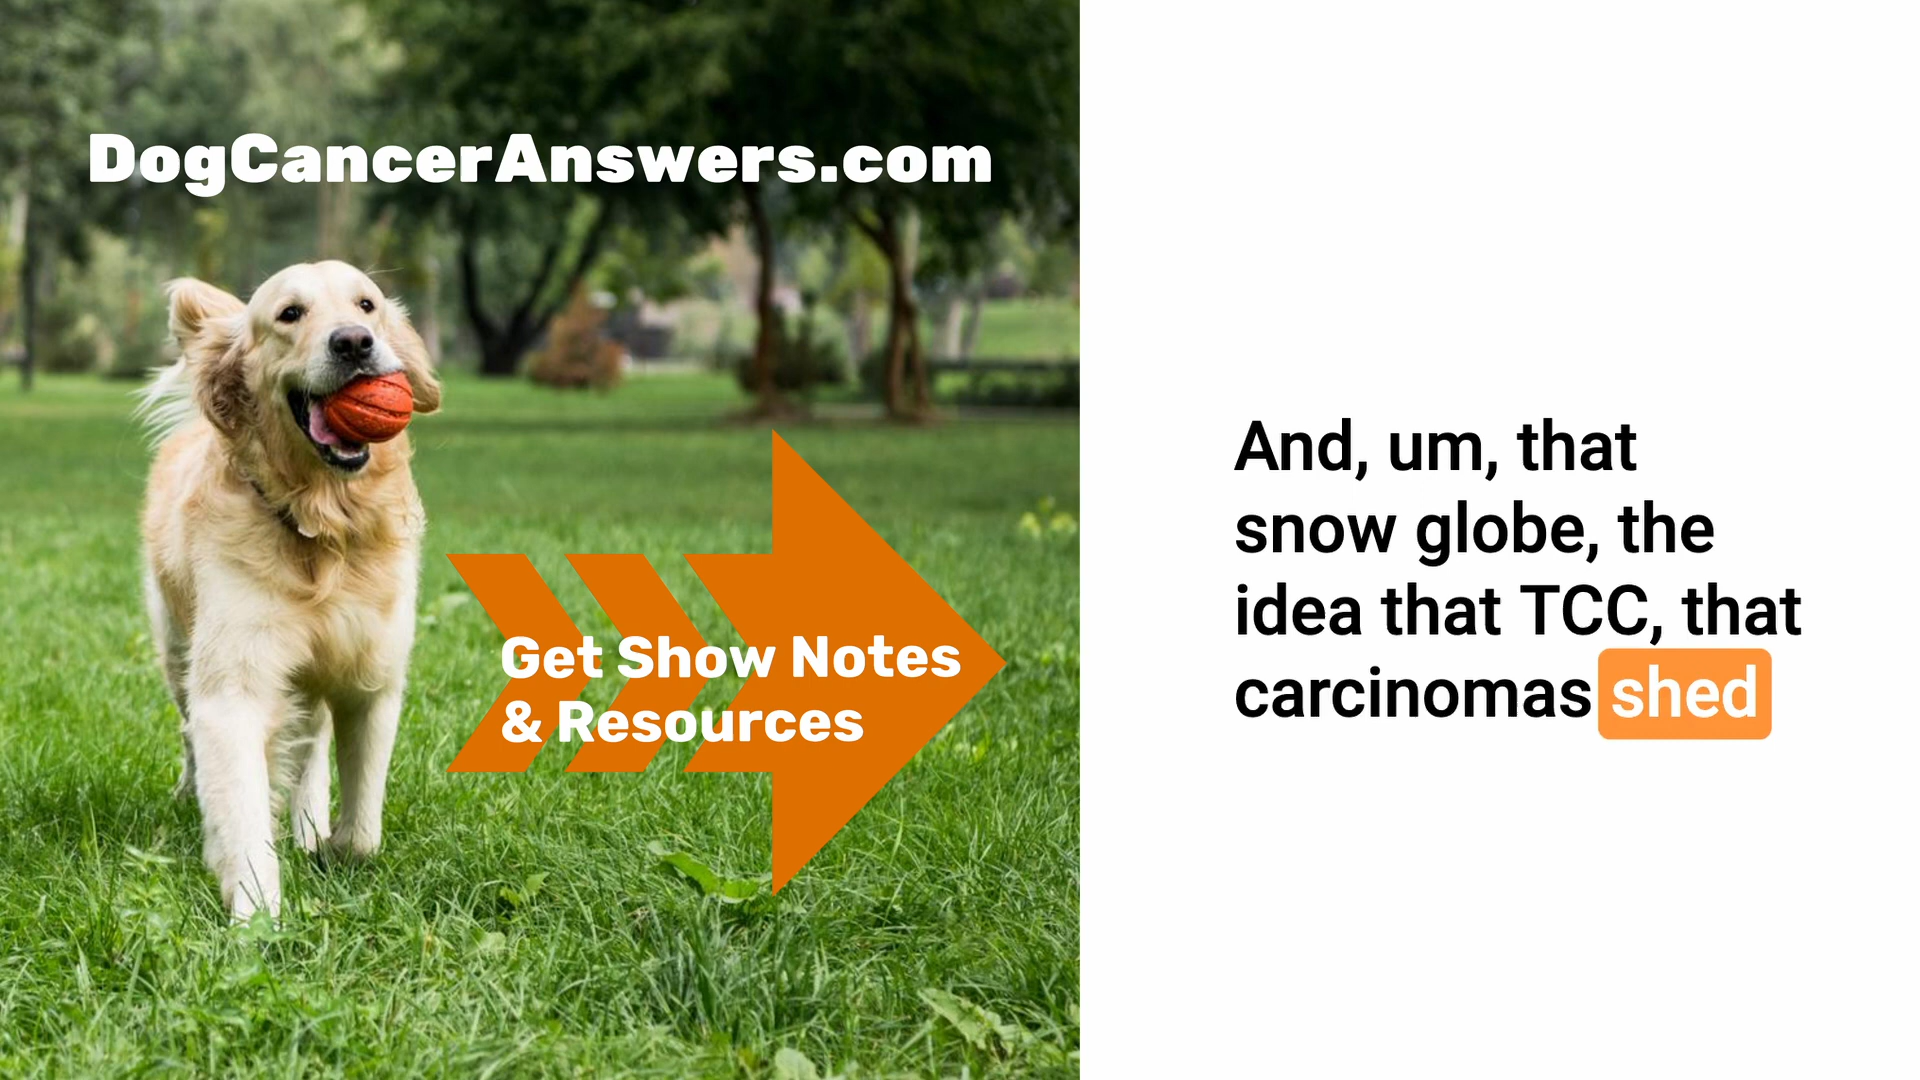 DogCancerAnswers.com
Get Show Notes
& Resources
And, um, that
snow globe, the
idea that TCC, that
carcinomas shed